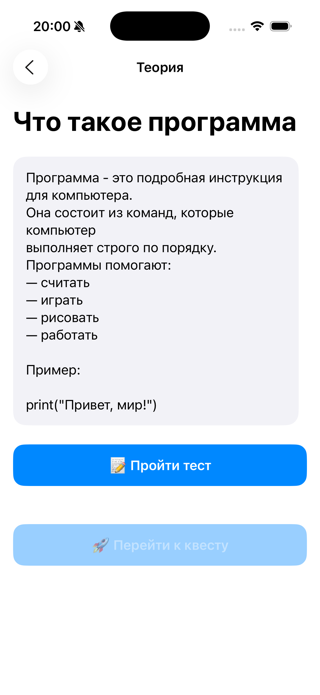 20:00
Теория
Что такое программа
Программа - это подробная инструкция
для компьютера.
Она состоит из команд, которые
компьютер
выполняет строго по порядку.
Программы помогают:
— считать
— играть
— рисовать
— работать
Пример:
print("Привет, мир!")
📝 Пройти тест
🚀 Перейти к квесту